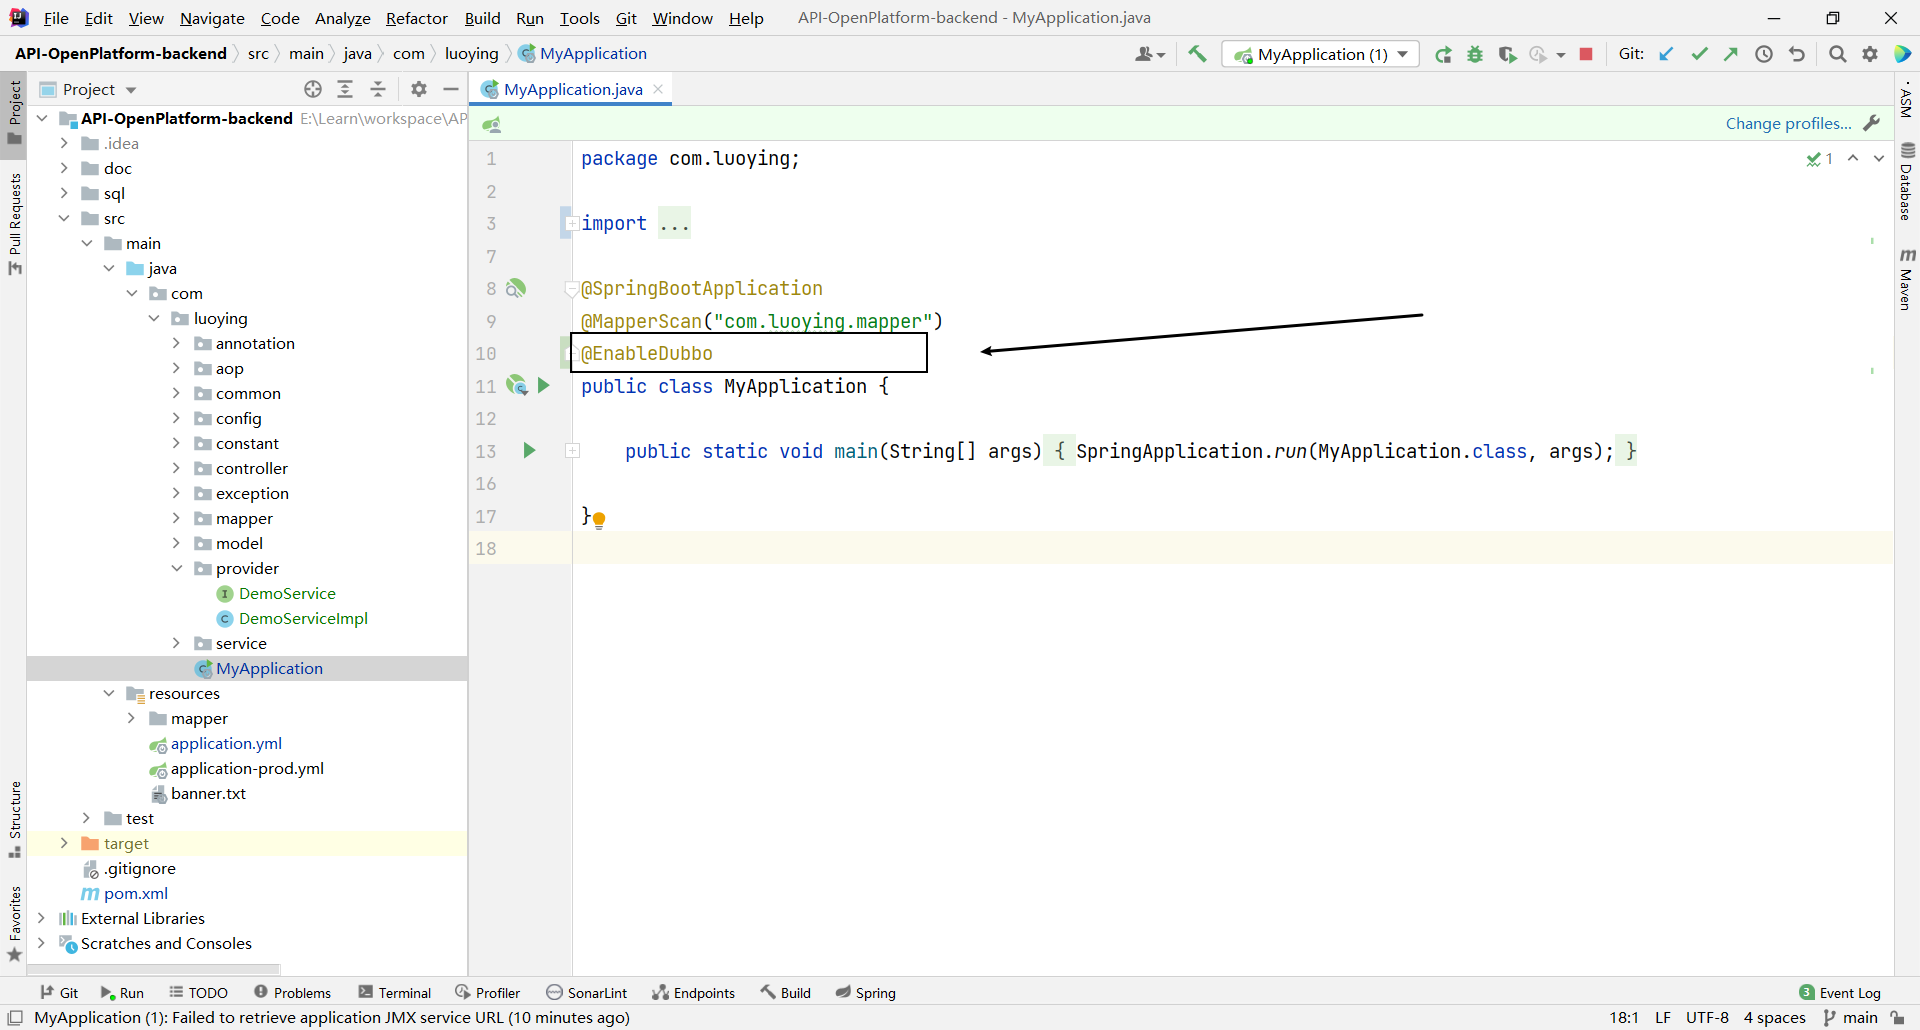 File Edit View Navigate Code Analyze Refactor Build Run Tools Git Window Help API-OpenPlatform-backend - MyApplication.java
API-OpenPlatform-backend src main java com luoying MyApplication MyApplication (1) Git:
Project Change profiles...
MyApplication.java
Project
Pull Requests
Structure
Favorites
API-OpenPlatform-backend E:\Learn\workspace\AP
.idea
doc
sql
src
main
java
com
luoying
annotation
aop
common
config
constant
controller
exception
mapper
model
provider
DemoService
DemoServiceImpl
service
MyApplication
resources
mapper
application.yml
application-prod.yml
banner.txt
test
target
.gitignore
pom.xml
External Libraries
Scratches and Consoles
1 package com.luoying; 1
2
3 import ...
7
8 @SpringBootApplication
9 @MapperScan("com.luoying.mapper")
10 @EnableDubbo
11 public class MyApplication {
12
13 public static void main(String[] args) { SpringApplication.run(MyApplication.class, args); }
16
17 }
18
ASM
Database
Maven
Git Run TODO Problems Terminal Profiler SonarLint Endpoints Build Spring 3 Event Log
MyApplication (1): Failed to retrieve application JMX service URL (10 minutes ago) 18:1 LF UTF-8 4 spaces main